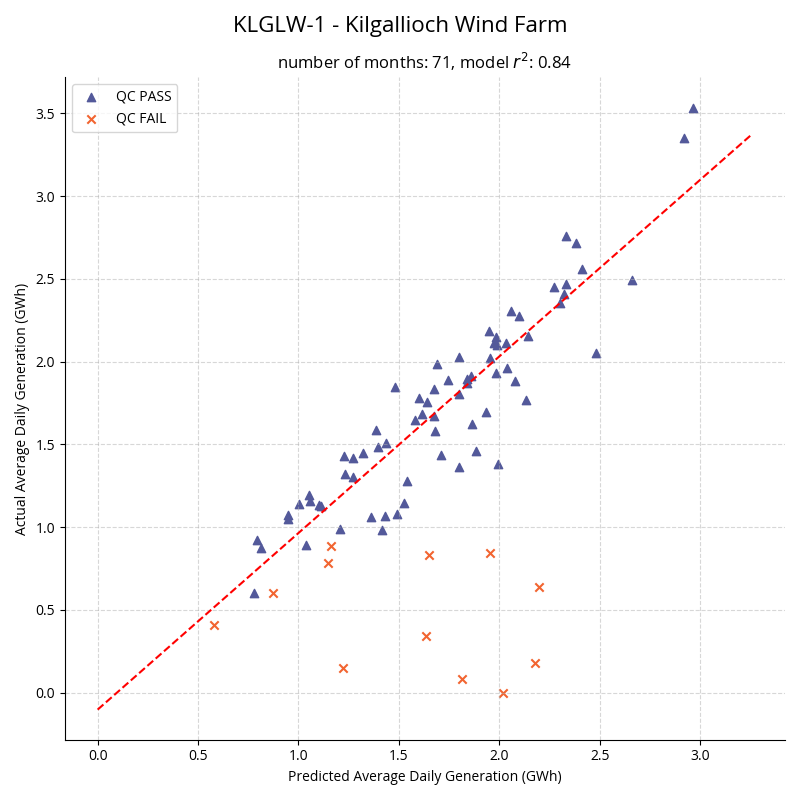 KLGLW-1 - Kilgallioch Wind Farm
number of months: 71, model r²: 0.84
QC PASS
QC FAIL
Actual Average Daily Generation (GWh)
3.5
3.0
2.5
2.0
1.5
1.0
0.5
0.0
0.0 0.5 1.0 1.5 2.0 2.5 3.0
Predicted Average Daily Generation (GWh)